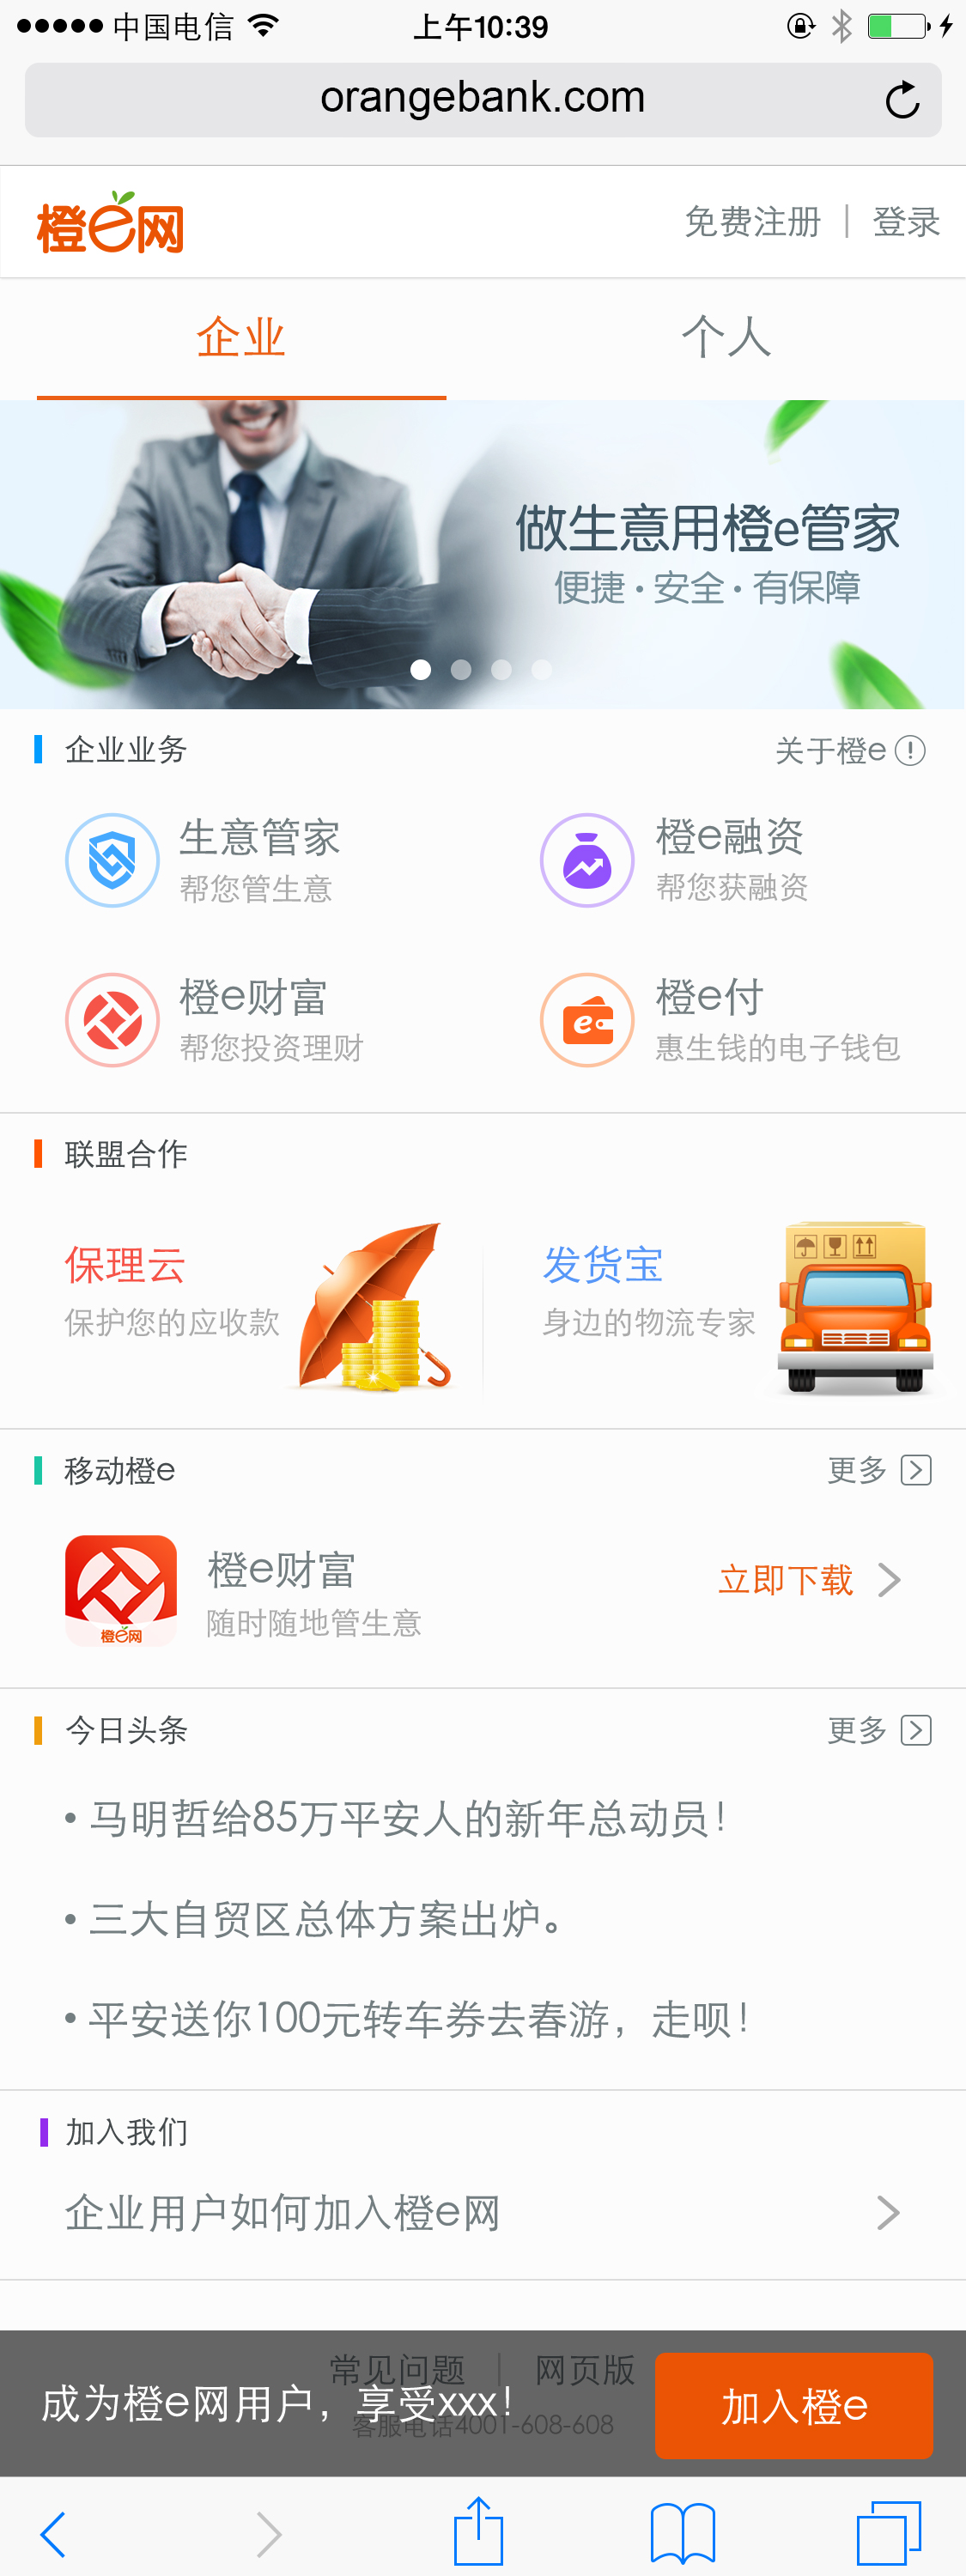 中国电信 上午10:39
orangebank.com
橙e网 免费注册 | 登录
企业 个人
做生意用橙e管家
便捷·安全·有保障
企业业务 关于橙e
生意管家 橙e融资
帮您管生意 帮您获融资
橙e财富 橙e付
帮您投资理财 惠生钱的电子钱包
联盟合作
保理云 发货宝
保护您的应收款 身边的物流专家
移动橙e 更多
橙e财富 立即下载
随时随地管生意
橙e网
今日头条 更多
• 马明哲给85万平安人的新年总动员！
• 三大自贸区总体方案出炉。
• 平安送你100元转车券去春游，走呗！
加入我们
企业用户如何加入橙e网
常见问题 | 网页版
成为橙e网用户，享受xxx！ 加入橙e
客服电话4001-608-608